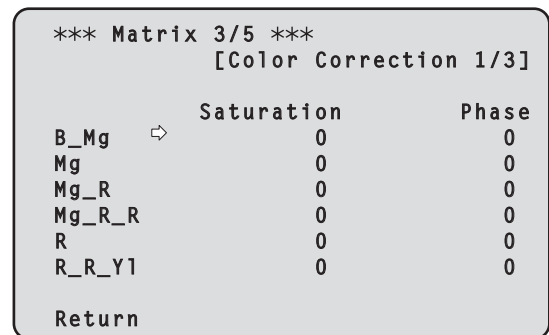 *** Matrix 3/5 ***
[Color Correction 1/3]
Saturation Phase
B_Mg ⇨ 0 0
Mg 0 0
Mg_R 0 0
Mg_R_R 0 0
R 0 0
R_R_Yl 0 0
Return